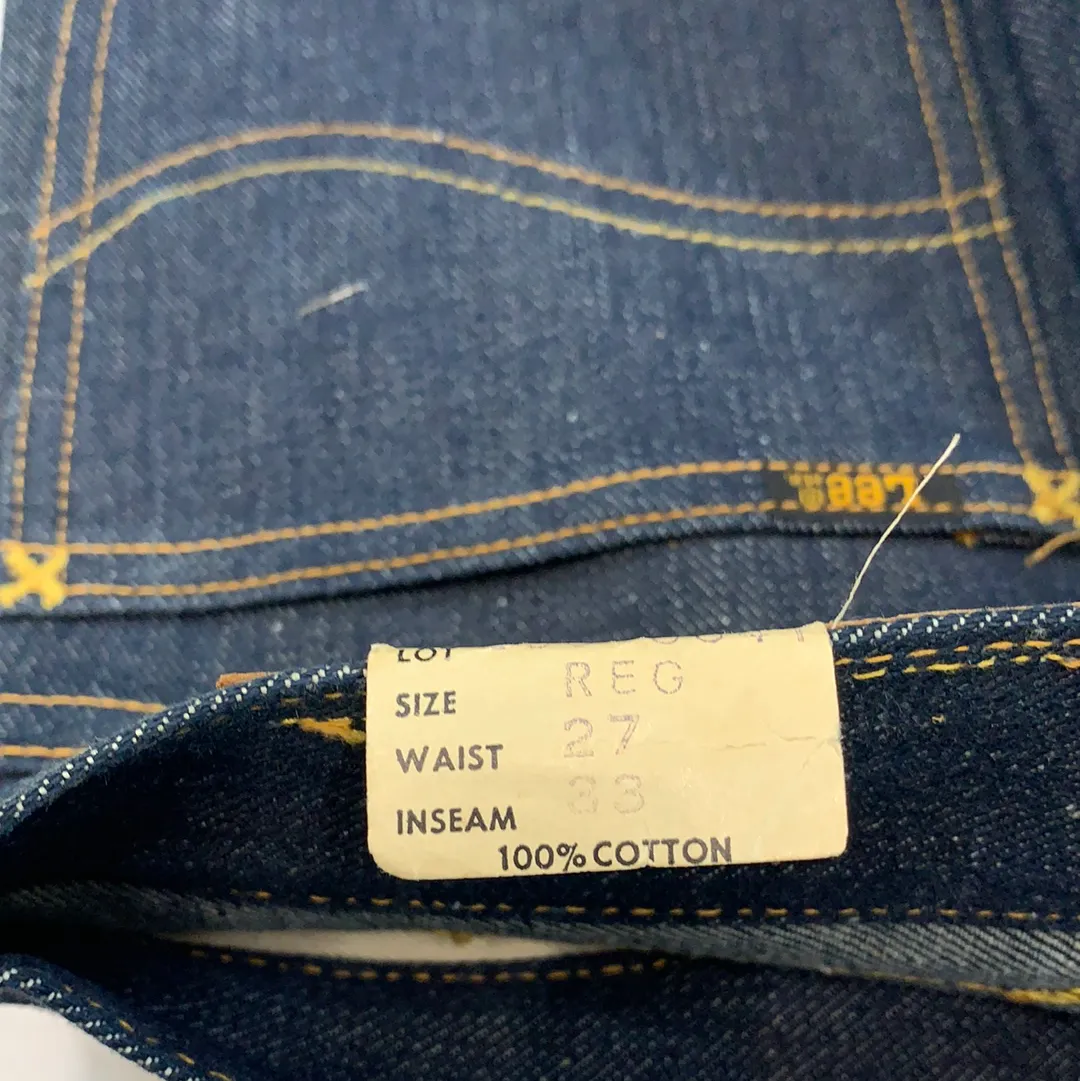 Lee®
LOT
SIZE REG
WAIST 27
INSEAM 33
100% COTTON